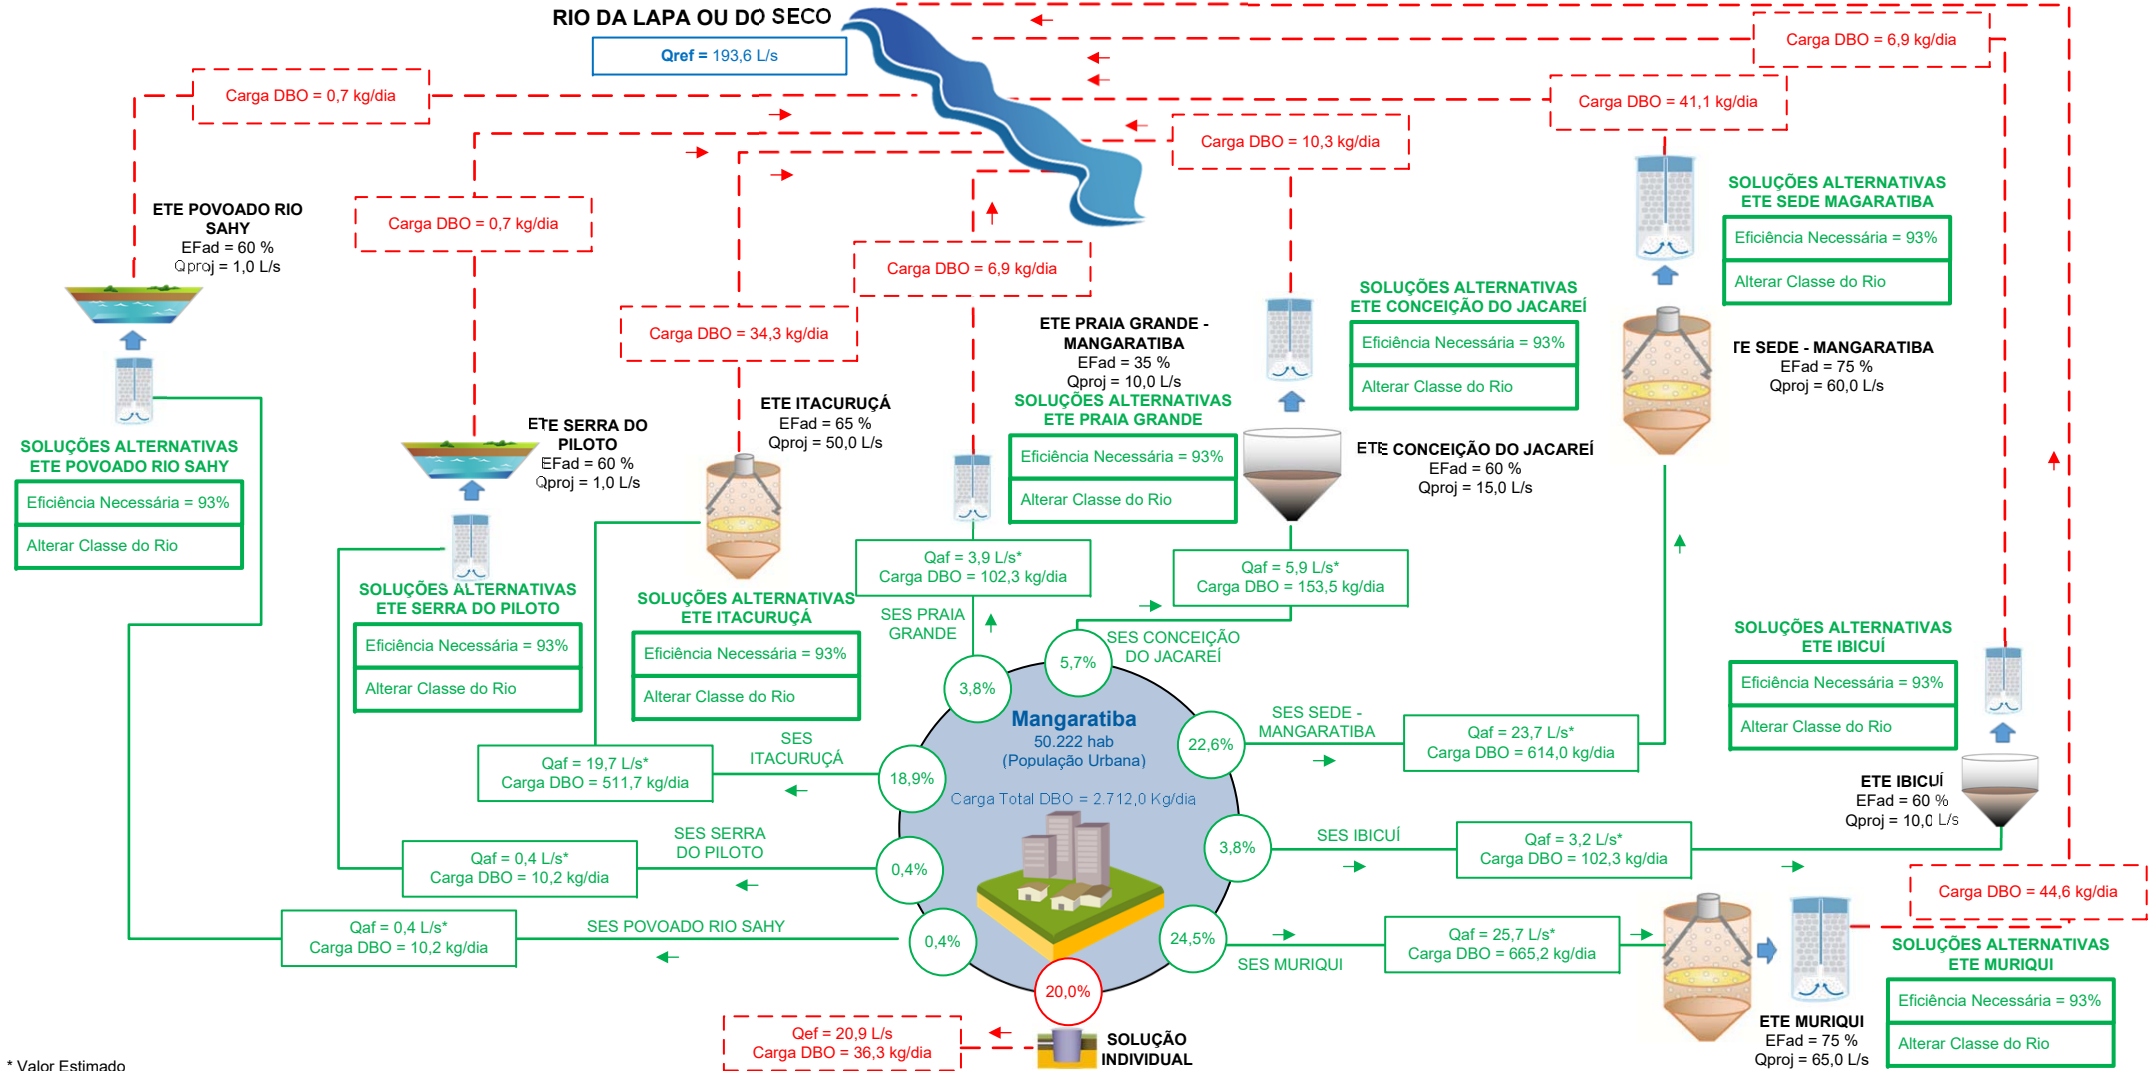 RIO DA LAPA OU DO SECO
Qref = 193,6 L/s
Carga DBO = 0,7 kg/dia
Carga DBO = 6,9 kg/dia
Carga DBO = 41,1 kg/dia
Carga DBO = 10,3 kg/dia
Carga DBO = 0,7 kg/dia
Carga DBO = 6,9 kg/dia
Carga DBO = 34,3 kg/dia
ETE POVOADO RIO
SAHY
EFad = 60 %
Qproj = 1,0 L/s
SOLUÇÕES ALTERNATIVAS
ETE POVOADO RIO SAHY
Eficiência Necessária = 93%
Alterar Classe do Rio
ETE SERRA DO
PILOTO
EFad = 60 %
Qproj = 1,0 L/s
SOLUÇÕES ALTERNATIVAS
ETE SERRA DO PILOTO
Eficiência Necessária = 93%
Alterar Classe do Rio
ETE ITACURUÇÁ
EFad = 65 %
Qproj = 50,0 L/s
SOLUÇÕES ALTERNATIVAS
ETE ITACURUÇÁ
Eficiência Necessária = 93%
Alterar Classe do Rio
ETE PRAIA GRANDE -
MANGARATIBA
EFad = 35 %
Qproj = 10,0 L/s
SOLUÇÕES ALTERNATIVAS
ETE PRAIA GRANDE
Eficiência Necessária = 93%
Alterar Classe do Rio
SOLUÇÕES ALTERNATIVAS
ETE CONCEIÇÃO DO JACAREÍ
Eficiência Necessária = 93%
Alterar Classe do Rio
ETE CONCEIÇÃO DO JACAREÍ
EFad = 60 %
Qproj = 15,0 L/s
SOLUÇÕES ALTERNATIVAS
ETE SEDE MAGARATIBA
Eficiência Necessária = 93%
Alterar Classe do Rio
TE SEDE - MANGARATIBA
EFad = 75 %
Qproj = 60,0 L/s
Qaf = 3,9 L/s*
Carga DBO = 102,3 kg/dia
SES PRAIA
GRANDE
Qaf = 5,9 L/s*
Carga DBO = 153,5 kg/dia
SES CONCEIÇÃO
DO JACAREÍ
SOLUÇÕES ALTERNATIVAS
ETE IBICUÍ
Eficiência Necessária = 93%
Alterar Classe do Rio
ETE IBICUÍ
EFad = 60 %
Qproj = 10,0 L/s
3,8%
5,7%
22,6%
18,9%
0,4%
0,4%
3,8%
24,5%
20,0%
Mangaratiba
50.222 hab
(População Urbana)
Carga Total DBO = 2.712,0 Kg/dia
SES SEDE -
MANGARATIBA
Qaf = 23,7 L/s*
Carga DBO = 614,0 kg/dia
SES
ITACURUÇÁ
Qaf = 19,7 L/s*
Carga DBO = 511,7 kg/dia
SES SERRA
DO PILOTO
Qaf = 0,4 L/s*
Carga DBO = 10,2 kg/dia
SES IBICUÍ
Qaf = 3,2 L/s*
Carga DBO = 102,3 kg/dia
SES POVOADO RIO SAHY
Qaf = 0,4 L/s*
Carga DBO = 10,2 kg/dia
SES MURIQUI
Qaf = 25,7 L/s*
Carga DBO = 665,2 kg/dia
Carga DBO = 44,6 kg/dia
SOLUÇÕES ALTERNATIVAS
ETE MURIQUI
Eficiência Necessária = 93%
Alterar Classe do Rio
ETE MURIQUI
EFad = 75 %
Qproj = 65,0 L/s
Qef = 20,9 L/s
Carga DBO = 36,3 kg/dia
SOLUÇÃO
INDIVIDUAL
* Valor Estimado